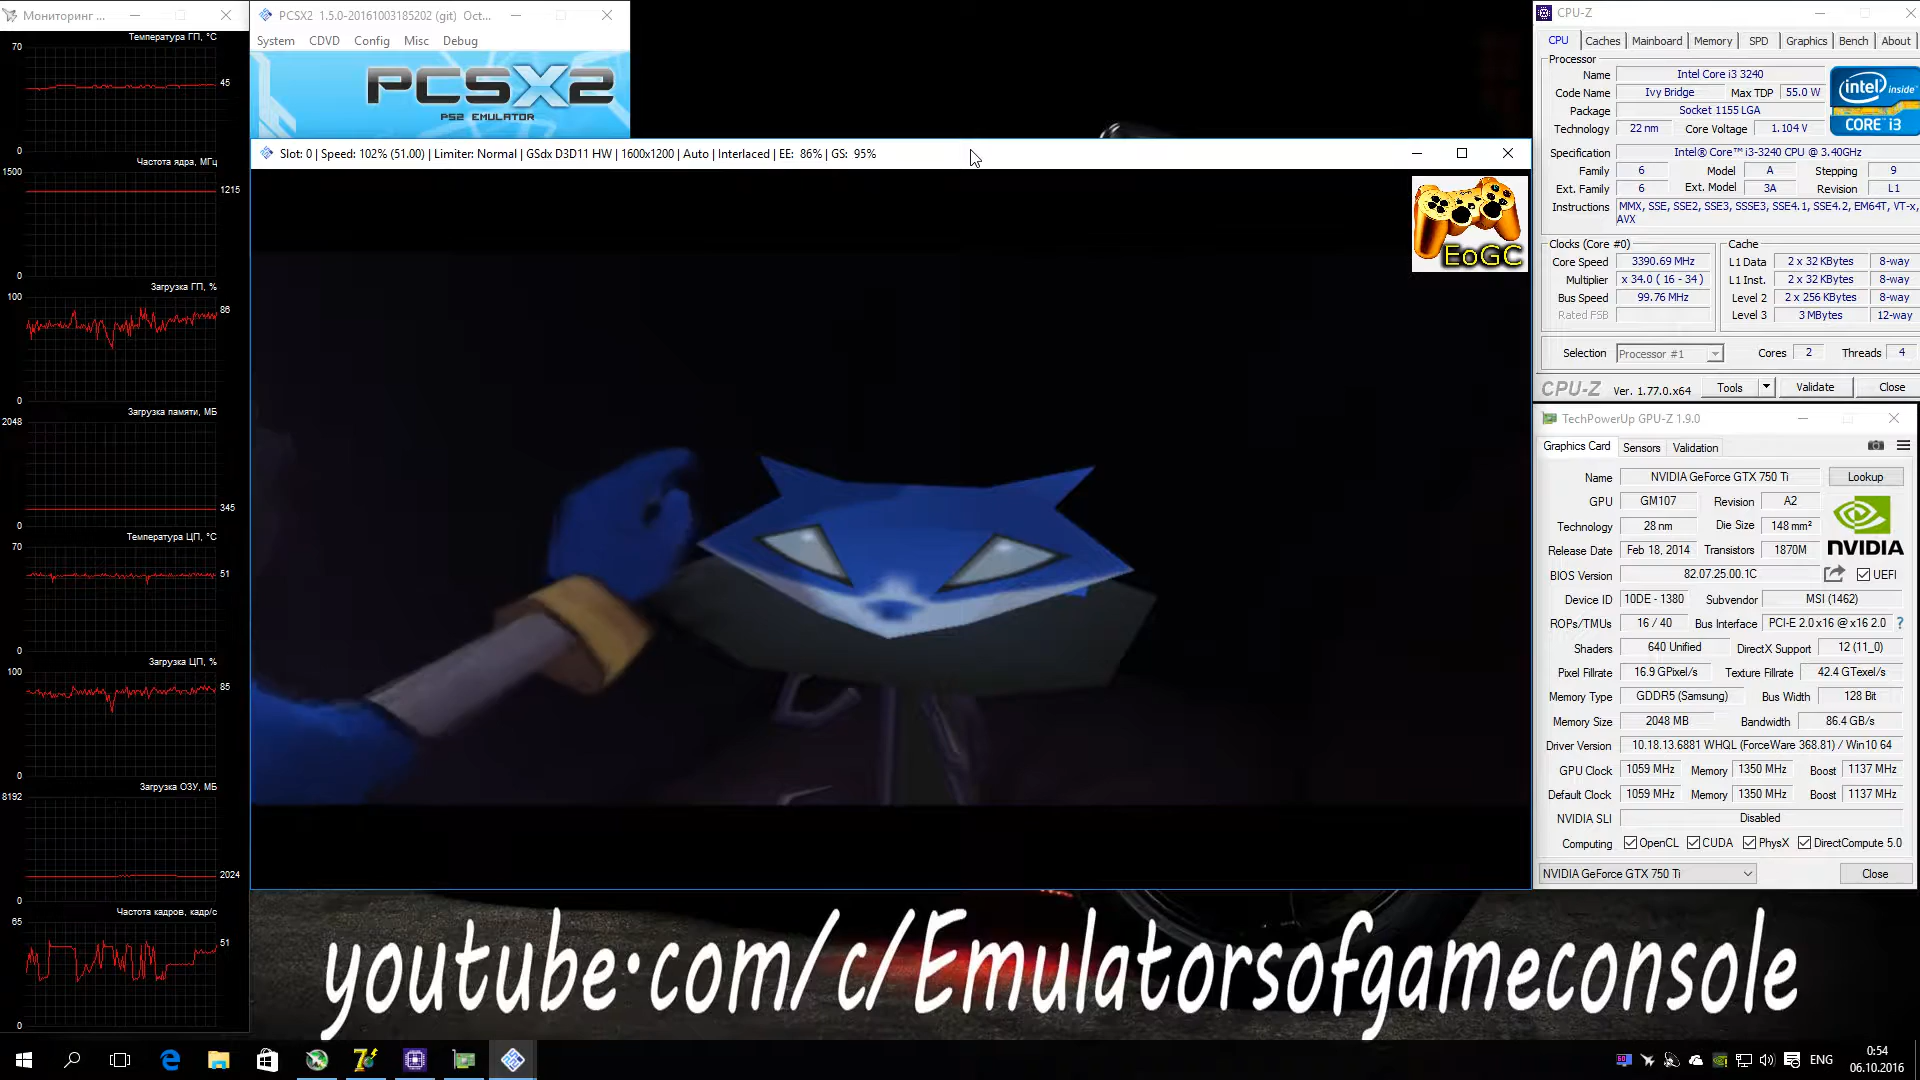 Мониторинг ...
Температура ГП, °C
70
45
0
Частота ядра, МГц
1500
1215
0
Загрузка ГП, %
100
86
0
Загрузка памяти, МБ
2048
345
0
Температура ЦП, °C
70
51
0
Загрузка ЦП, %
100
85
0
Загрузка ОЗУ, МБ
8192
2024
0
Частота кадров, кадр/с
65
51
0
PCSX2 1.5.0-20161003185202 (git) Oct...
System CDVD Config Misc Debug
PCSX2
PS2 EMULATOR
Slot: 0 | Speed: 102% (51.00) | Limiter: Normal | GSdx D3D11 HW | 1600x1200 | Auto | Interlaced | EE: 86% | GS: 95%
EoGC
CPU-Z
CPU Caches Mainboard Memory SPD Graphics Bench About
Processor
Name Intel Core i3 3240
Code Name Ivy Bridge Max TDP 55.0 W
Package Socket 1155 LGA
Technology 22 nm Core Voltage 1.104 V
intel inside™
CORE i3
Specification Intel® Core™ i3-3240 CPU @ 3.40GHz
Family 6 Model A Stepping 9
Ext. Family 6 Ext. Model 3A Revision L1
Instructions MMX, SSE, SSE2, SSE3, SSSE3, SSE4.1, SSE4.2, EM64T, VT-x,
AVX
Clocks (Core #0) Cache
Core Speed 3390.69 MHz L1 Data 2 x 32 KBytes 8-way
Multiplier x 34.0 ( 16 - 34 ) L1 Inst. 2 x 32 KBytes 8-way
Bus Speed 99.76 MHz Level 2 2 x 256 KBytes 8-way
Rated FSB Level 3 3 MBytes 12-way
Selection Processor #1 Cores 2 Threads 4
CPU-Z Ver. 1.77.0.x64 Tools Validate Close
TechPowerUp GPU-Z 1.9.0
Graphics Card Sensors Validation
Name NVIDIA GeForce GTX 750 Ti Lookup
GPU GM107 Revision A2
Technology 28 nm Die Size 148 mm²
Release Date Feb 18, 2014 Transistors 1870M
NVIDIA
BIOS Version 82.07.25.00.1C UEFI
Device ID 10DE - 1380 Subvendor MSI (1462)
ROPs/TMUs 16 / 40 Bus Interface PCI-E 2.0 x16 @ x16 2.0 ?
Shaders 640 Unified DirectX Support 12 (11_0)
Pixel Fillrate 16.9 GPixel/s Texture Fillrate 42.4 GTexel/s
Memory Type GDDR5 (Samsung) Bus Width 128 Bit
Memory Size 2048 MB Bandwidth 86.4 GB/s
Driver Version 10.18.13.6881 WHQL (ForceWare 368.81) / Win10 64
GPU Clock 1059 MHz Memory 1350 MHz Boost 1137 MHz
Default Clock 1059 MHz Memory 1350 MHz Boost 1137 MHz
NVIDIA SLI Disabled
Computing OpenCL CUDA PhysX DirectCompute 5.0
NVIDIA GeForce GTX 750 Ti Close
youtube.com/c/Emulatorsofgameconsole
ENG
0:54
06.10.2016